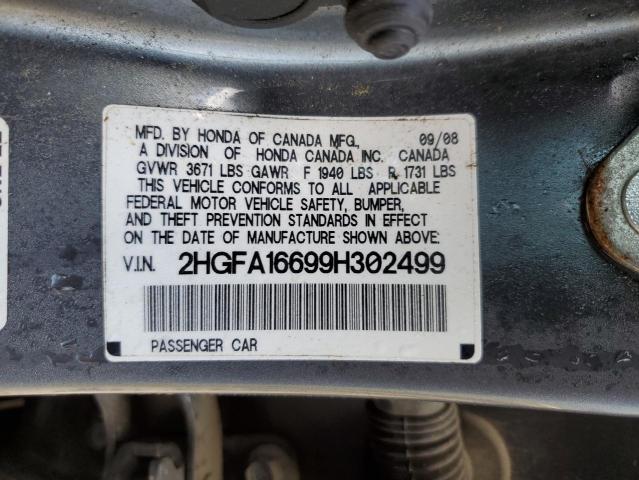 MFD. BY HONDA OF CANADA MFG., 09/08
A DIVISION OF HONDA CANADA INC. CANADA
GVWR 3671 LBS GAWR F 1940 LBS R 1731 LBS
THIS VEHICLE CONFORMS TO ALL APPLICABLE
FEDERAL MOTOR VEHICLE SAFETY, BUMPER,
AND THEFT PREVENTION STANDARDS IN EFFECT
ON THE DATE OF MANUFACTURE SHOWN ABOVE:
V.I.N. 2HGFA16699H302499
PASSENGER CAR